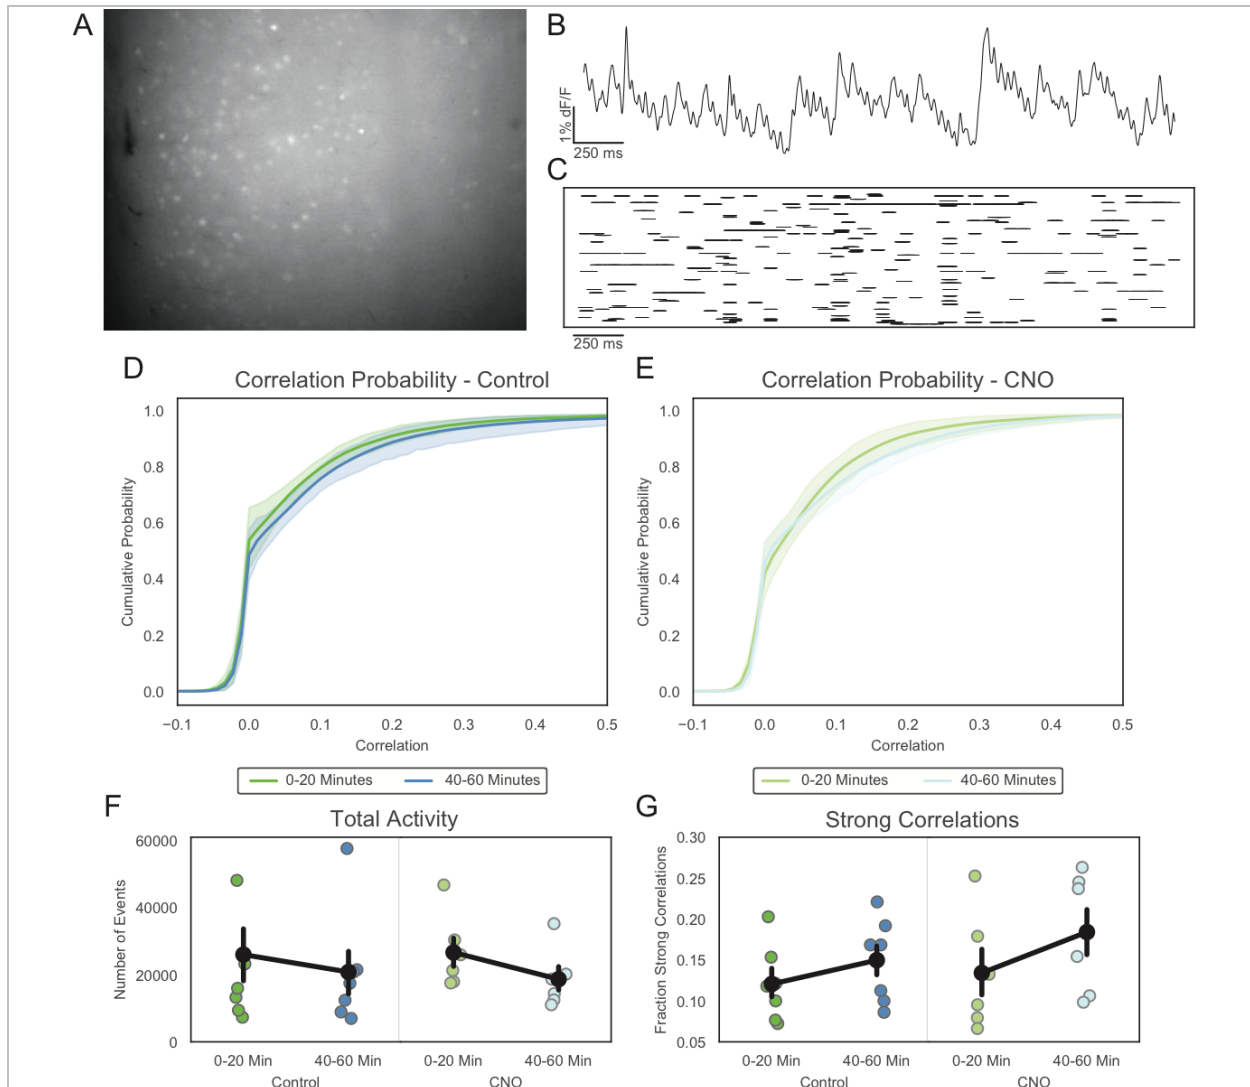 A
B
1% dF/F
250 ms
C
250 ms
D
Correlation Probability - Control
Cumulative Probability
1.0
0.8
0.6
0.4
0.2
0.0
−0.1 0.0 0.1 0.2 0.3 0.4 0.5
Correlation
0-20 Minutes 40-60 Minutes
E
Correlation Probability - CNO
Cumulative Probability
1.0
0.8
0.6
0.4
0.2
0.0
−0.1 0.0 0.1 0.2 0.3 0.4 0.5
Correlation
0-20 Minutes 40-60 Minutes
F
Total Activity
Number of Events
60000
40000
20000
0
0-20 Min 40-60 Min 0-20 Min 40-60 Min
Control CNO
G
Strong Correlations
Fraction Strong Correlations
0.30
0.25
0.20
0.15
0.10
0.05
0-20 Min 40-60 Min 0-20 Min 40-60 Min
Control CNO